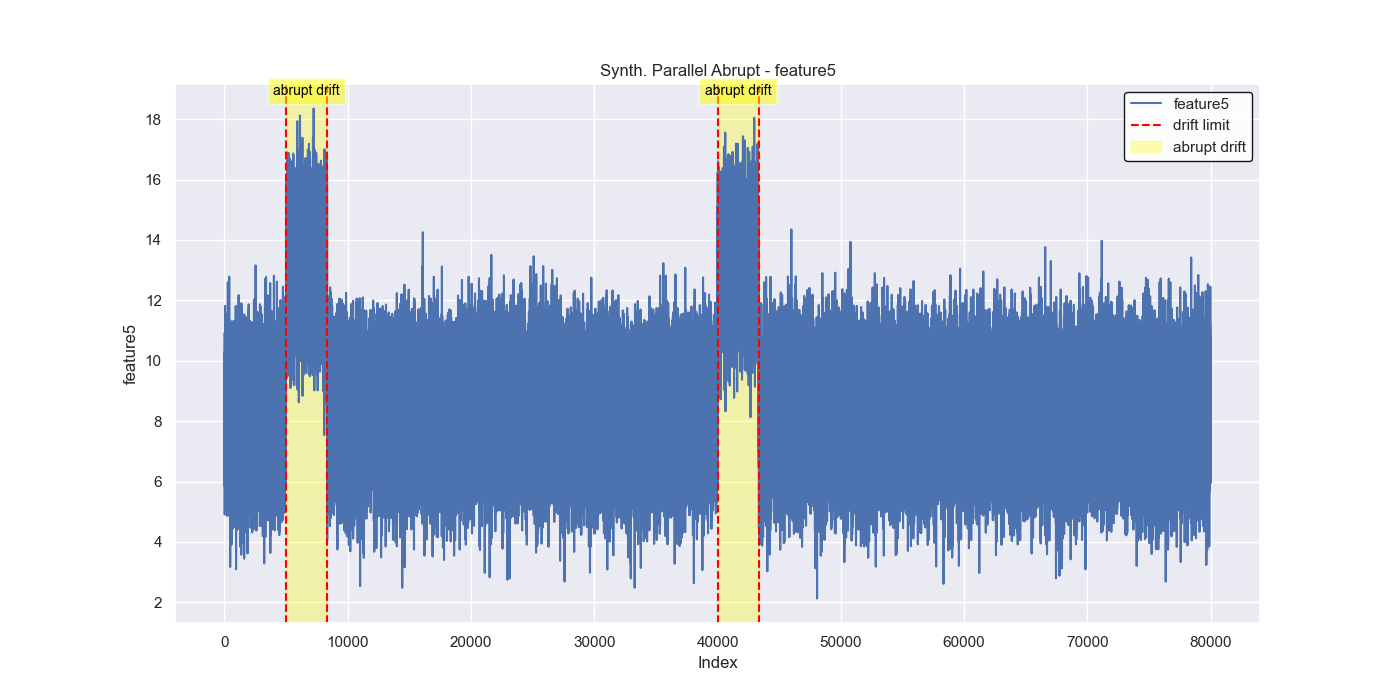 Synth. Parallel Abrupt - feature5
abrupt drift
abrupt drift
feature5
drift limit
abrupt drift
18
16
14
12
10
8
6
4
2
feature5
0
10000
20000
30000
40000
50000
60000
70000
80000
Index